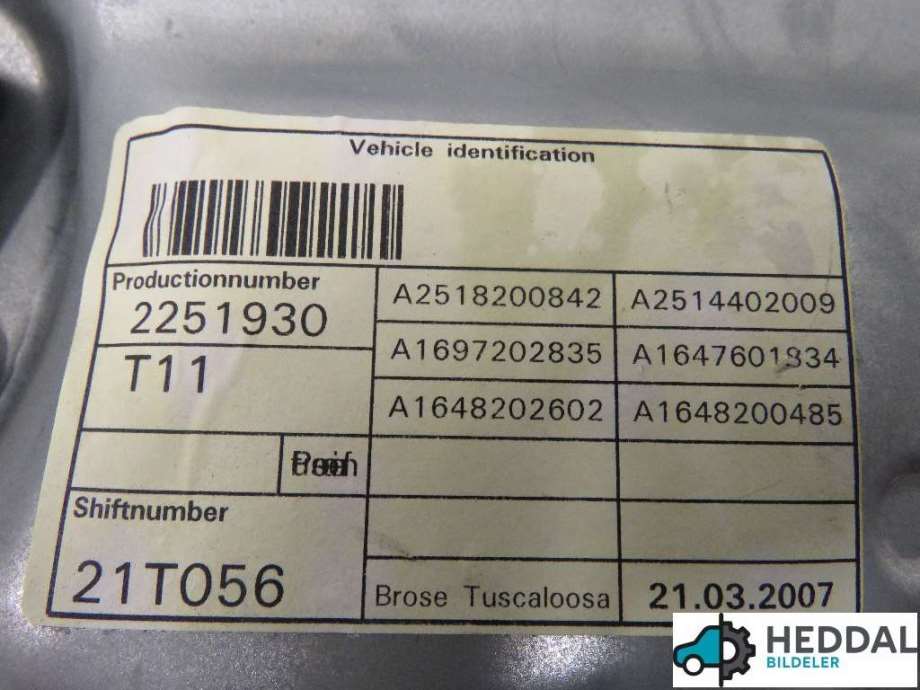 Vehicle identification
Productionnumber
2251930
T11
A2518200842 A2514402009
A1697202835 A1647601834
A1648202602 A1648200485
Shiftnumber
21T056
Brose Tuscaloosa 21.03.2007
HEDDAL
BILDELER